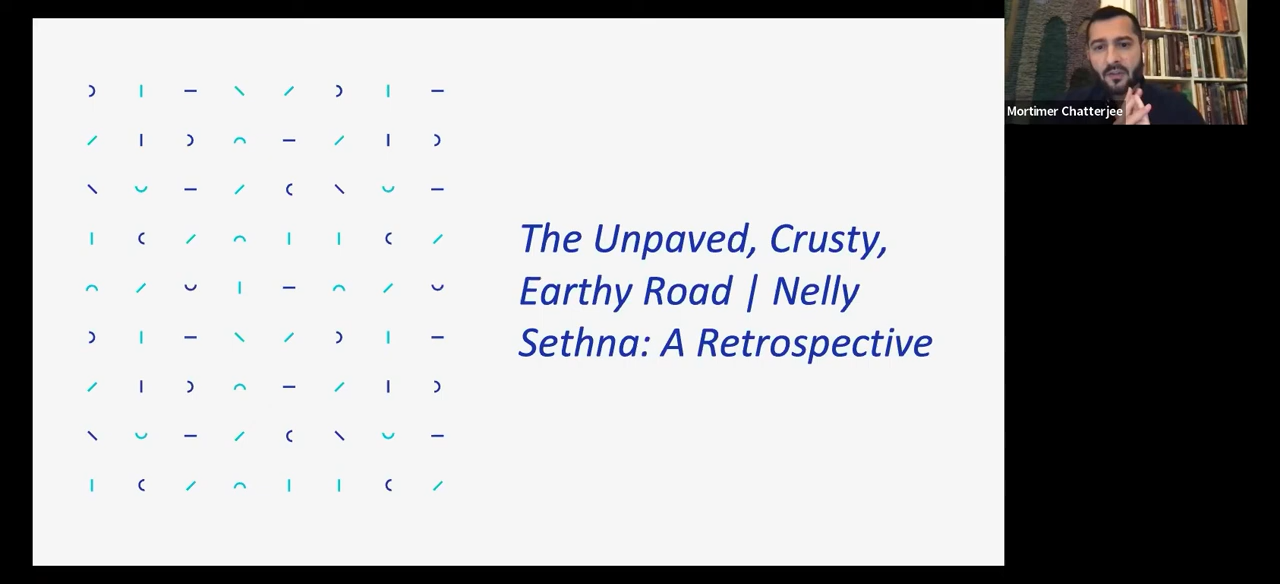 Mortimer Chatterjee
The Unpaved, Crusty,
Earthy Road | Nelly
Sethna: A Retrospective